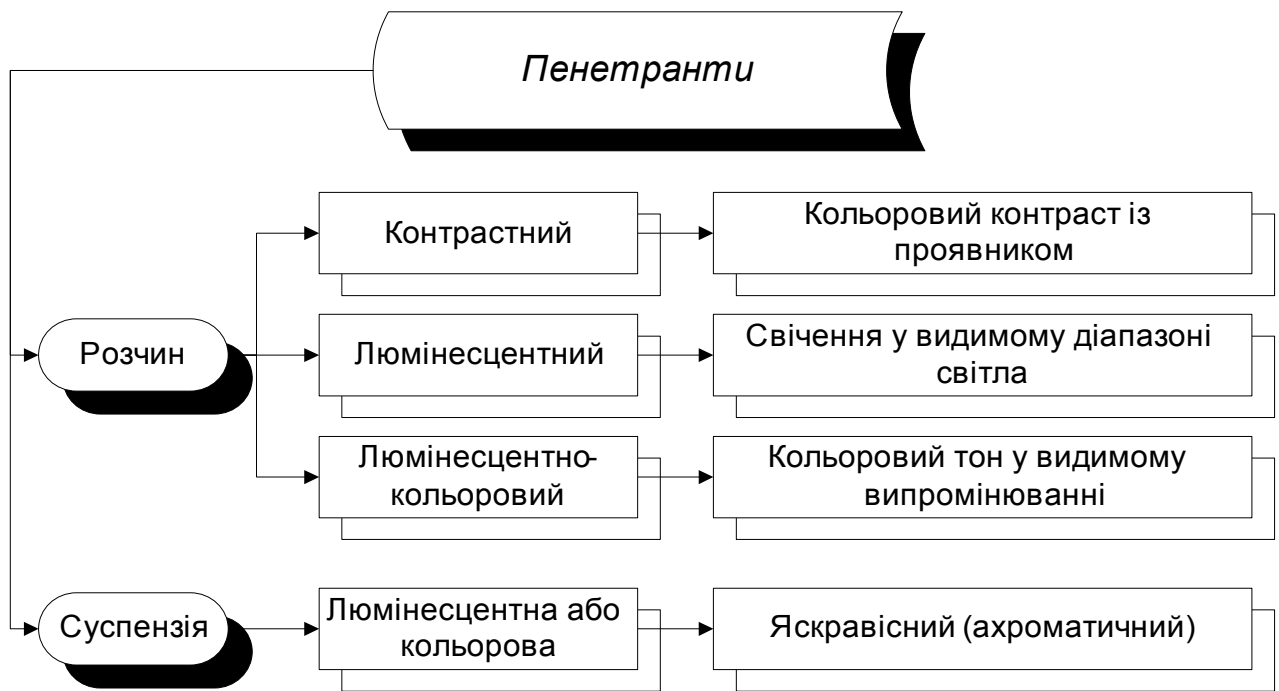 Пенетранти
Контрастний
Кольоровий контраст із
проявником
Розчин
Люмінесцентний
Свічення у видимому діапазоні
світла
Люмінесцентно-
кольоровий
Кольоровий тон у видимому
випромінюванні
Суспензія
Люмінесцентна або
кольорова
Яскравісний (ахроматичний)